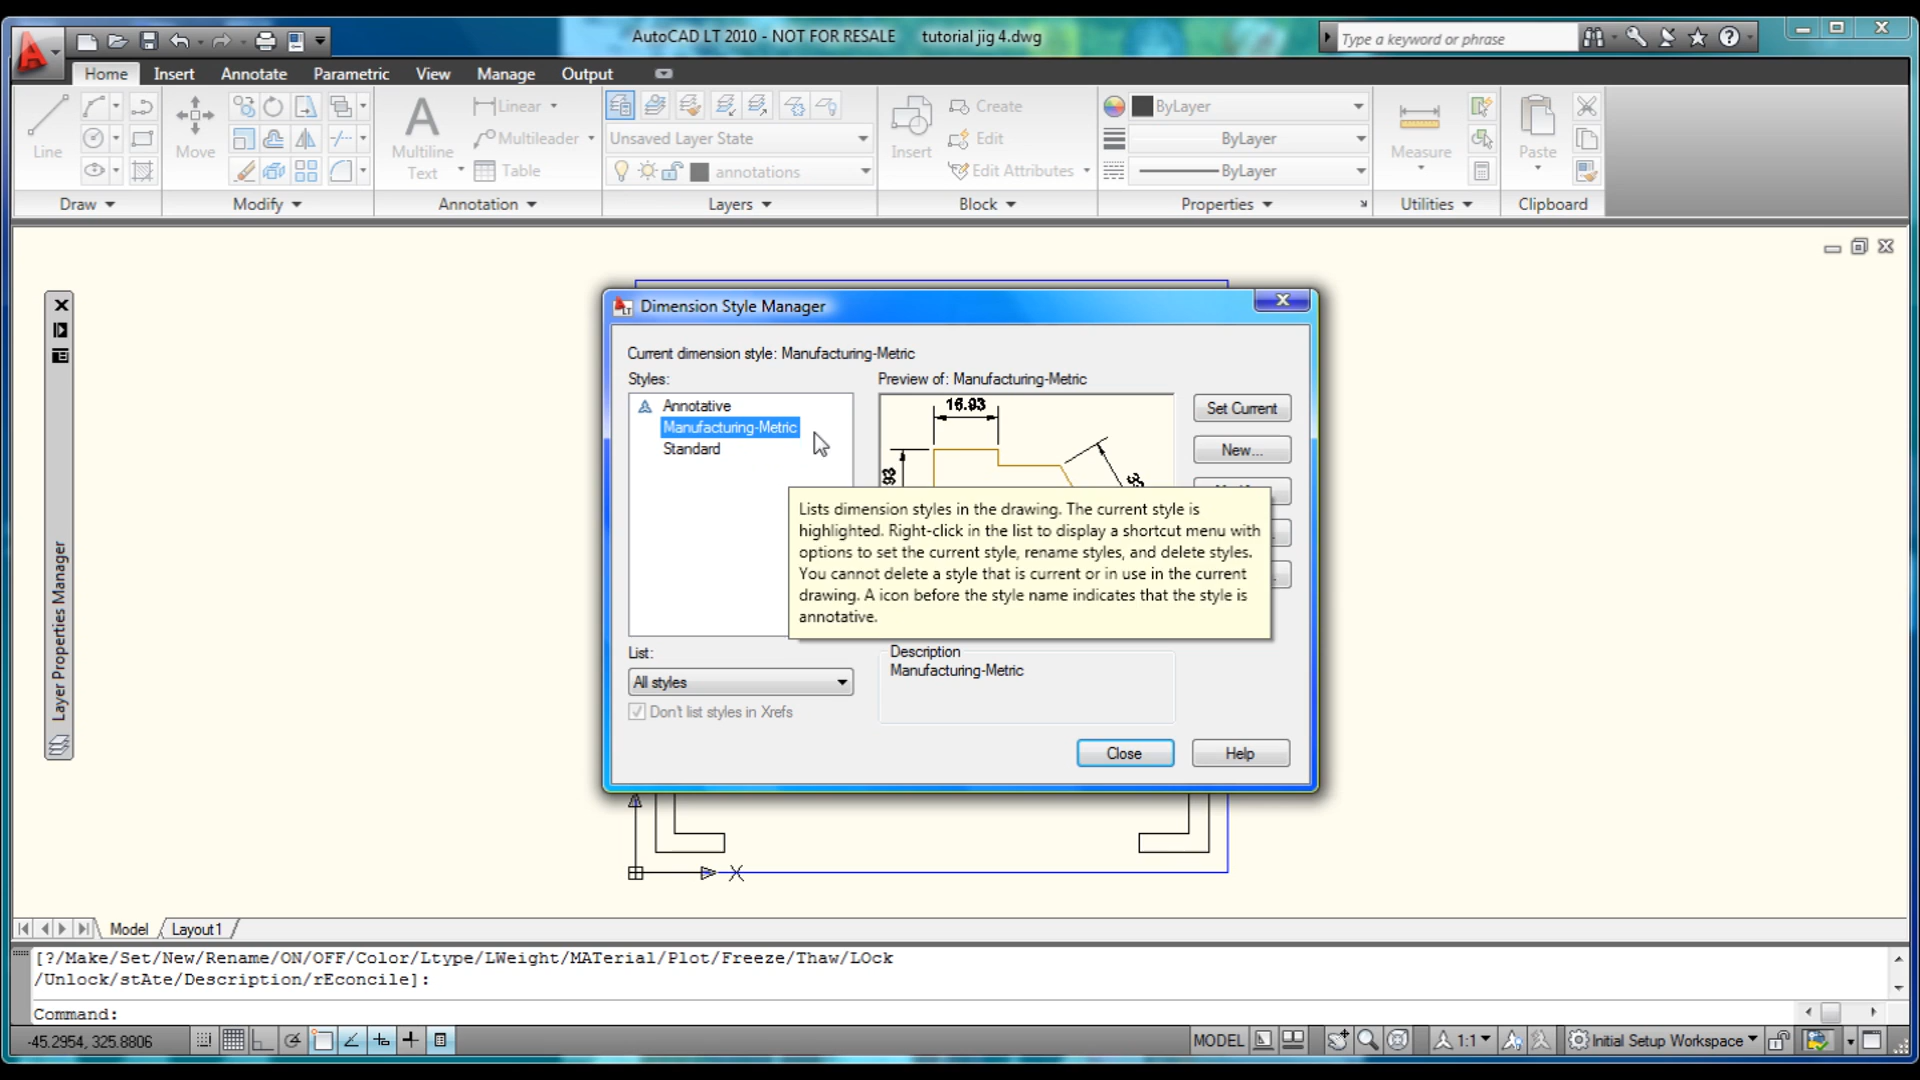 AutoCAD LT 2010 - NOT FOR RESALE tutorial jig 4.dwg
Type a keyword or phrase
Home Insert Annotate Parametric View Manage Output
Line
Move
A
Multiline
Text
Linear
Multileader
Table
Unsaved Layer State
annotations
Insert
Create
Edit
Edit Attributes
ByLayer
ByLayer
ByLayer
Measure
Paste
Draw Modify Annotation Layers Block Properties Utilities Clipboard
Layer Properties Manager
Dimension Style Manager
Current dimension style: Manufacturing-Metric
Styles:
Annotative
Manufacturing-Metric
Standard
Preview of: Manufacturing-Metric
16.93
Set Current
New...
Lists dimension styles in the drawing. The current style is
highlighted. Right-click in the list to display a shortcut menu with
options to set the current style, rename styles, and delete styles.
You cannot delete a style that is current or in use in the current
drawing. A icon before the style name indicates that the style is
annotative.
List:
All styles
Don't list styles in Xrefs
Description
Manufacturing-Metric
Close
Help
X
Model Layout1
[?/Make/Set/New/Rename/ON/OFF/Color/Ltype/LWeight/MATerial/Plot/Freeze/Thaw/LOck
/Unlock/stAte/Description/rEconcile]:
Command:
-45.2954, 325.8806
MODEL
1:1
Initial Setup Workspace